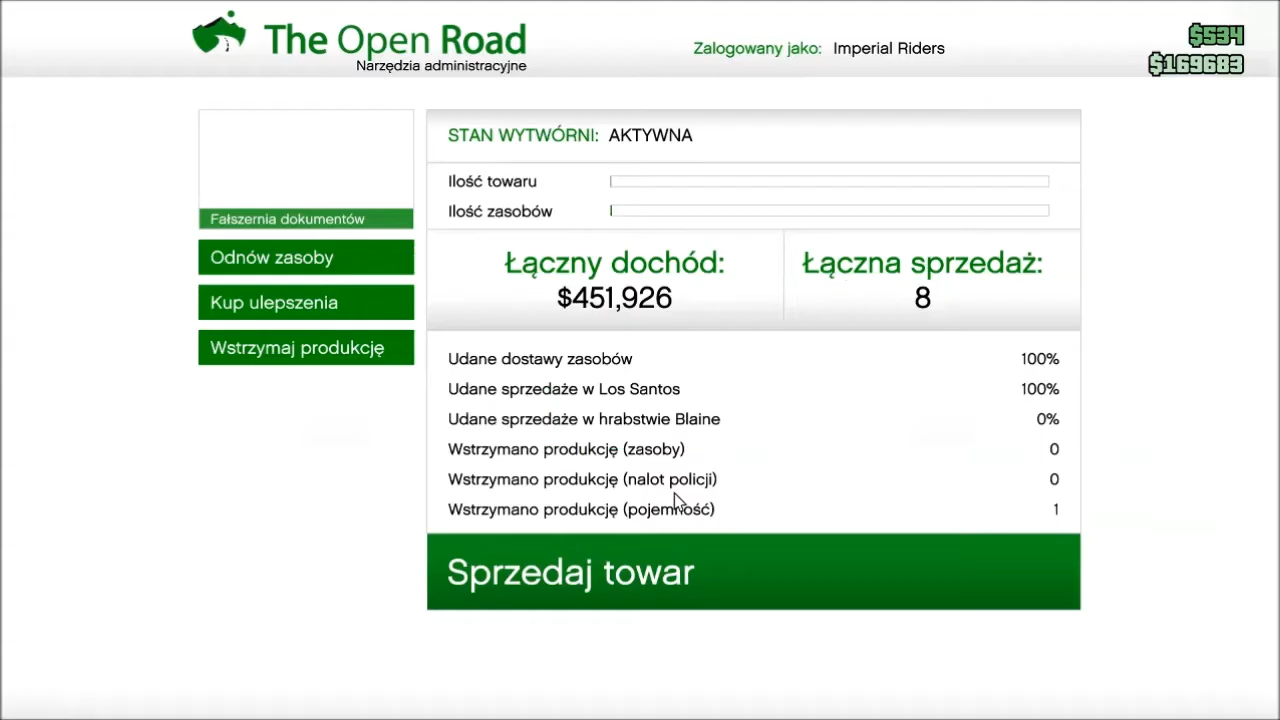 The Open Road
Narzędzia administracyjne
Zalogowany jako: Imperial Riders
$534
$169683
Fałszernia dokumentów
Odnów zasoby
Kup ulepszenia
Wstrzymaj produkcję
STAN WYTWÓRNI: AKTYWNA
Ilość towaru
Ilość zasobów
Łączny dochód:
$451,926
Łączna sprzedaż:
8
Udane dostawy zasobów 100%
Udane sprzedaże w Los Santos 100%
Udane sprzedaże w hrabstwie Blaine 0%
Wstrzymano produkcję (zasoby) 0
Wstrzymano produkcję (nalot policji) 0
Wstrzymano produkcję (pojemność) 1
Sprzedaj towar